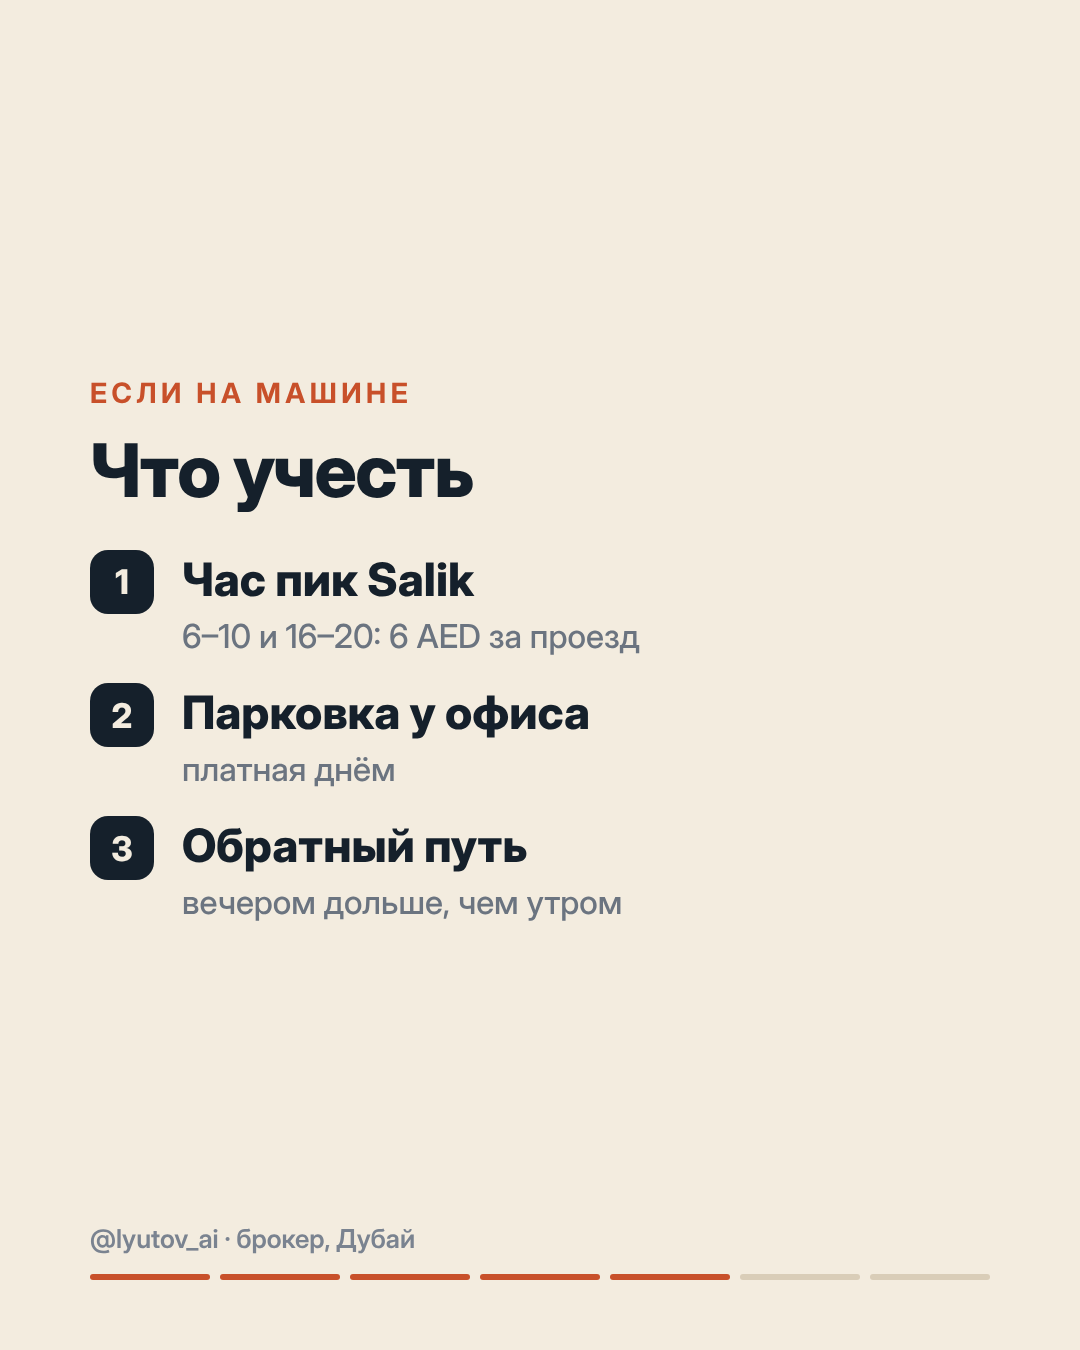 ЕСЛИ НА МАШИНЕ
Что учесть
1 Час пик Salik
6–10 и 16–20: 6 AED за проезд
2 Парковка у офиса
платная днём
3 Обратный путь
вечером дольше, чем утром
@lyutov_ai · брокер, Дубай